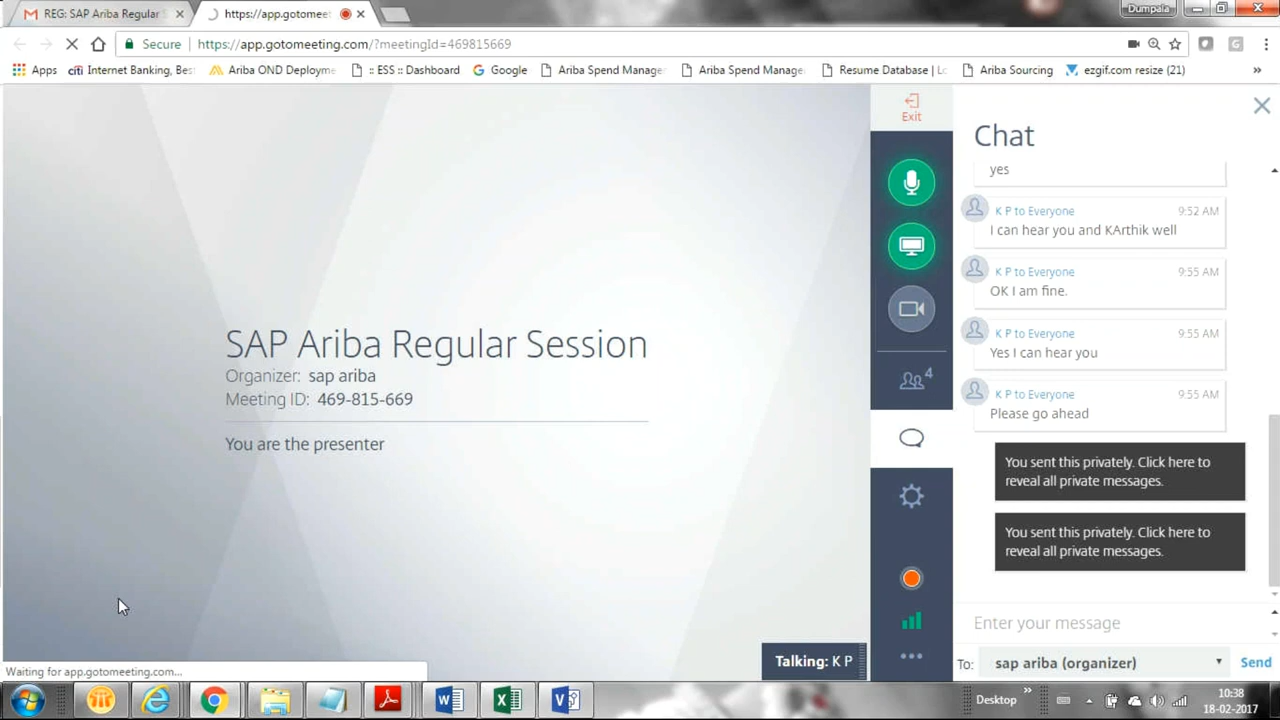 REG: SAP Ariba Regular
https://app.gotomeet
Dumpala
Secure
https://app.gotomeeting.com/?meetingId=469815669
Apps
citi Internet Banking, Bes
Ariba OND Deployme
:: ESS :: Dashboard
Google
Ariba Spend Manage
Ariba Spend Manage
Resume Database | Lo
Ariba Sourcing
ezgif.com resize (21)
»
Exit
Chat
yes
K P to Everyone 9:52 AM
I can hear you and KArthik well
K P to Everyone 9:55 AM
OK I am fine.
K P to Everyone 9:55 AM
Yes I can hear you
K P to Everyone 9:55 AM
Please go ahead
You sent this privately. Click here to
reveal all private messages.
You sent this privately. Click here to
reveal all private messages.
SAP Ariba Regular Session
Organizer: sap ariba
Meeting ID: 469-815-669
You are the presenter
4
Enter your message
Talking: K P
To: sap ariba (organizer)
Send
Waiting for app.gotomeeting.com...
Desktop
»
10:38
18-02-2017